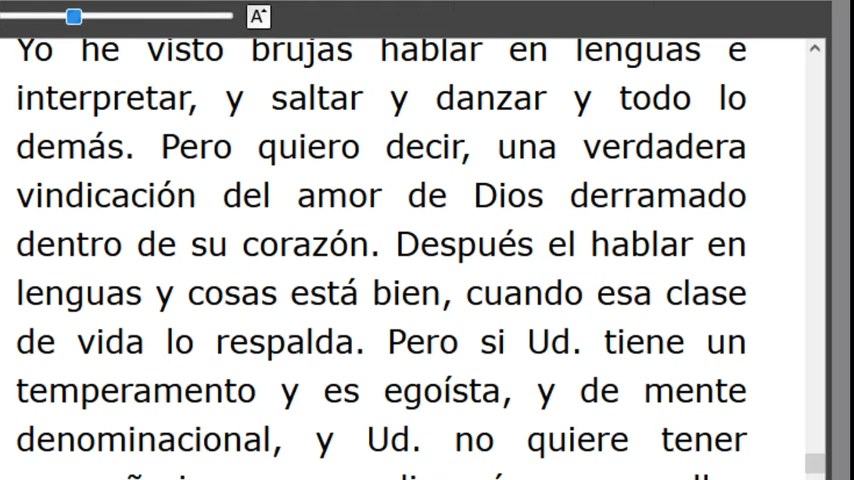 A
Yo he visto brujas hablar en lenguas e
interpretar, y saltar y danzar y todo lo
demás. Pero quiero decir, una verdadera
vindicación del amor de Dios derramado
dentro de su corazón. Después el hablar en
lenguas y cosas está bien, cuando esa clase
de vida lo respalda. Pero si Ud. tiene un
temperamento y es egoísta, y de mente
denominacional, y Ud. no quiere tener